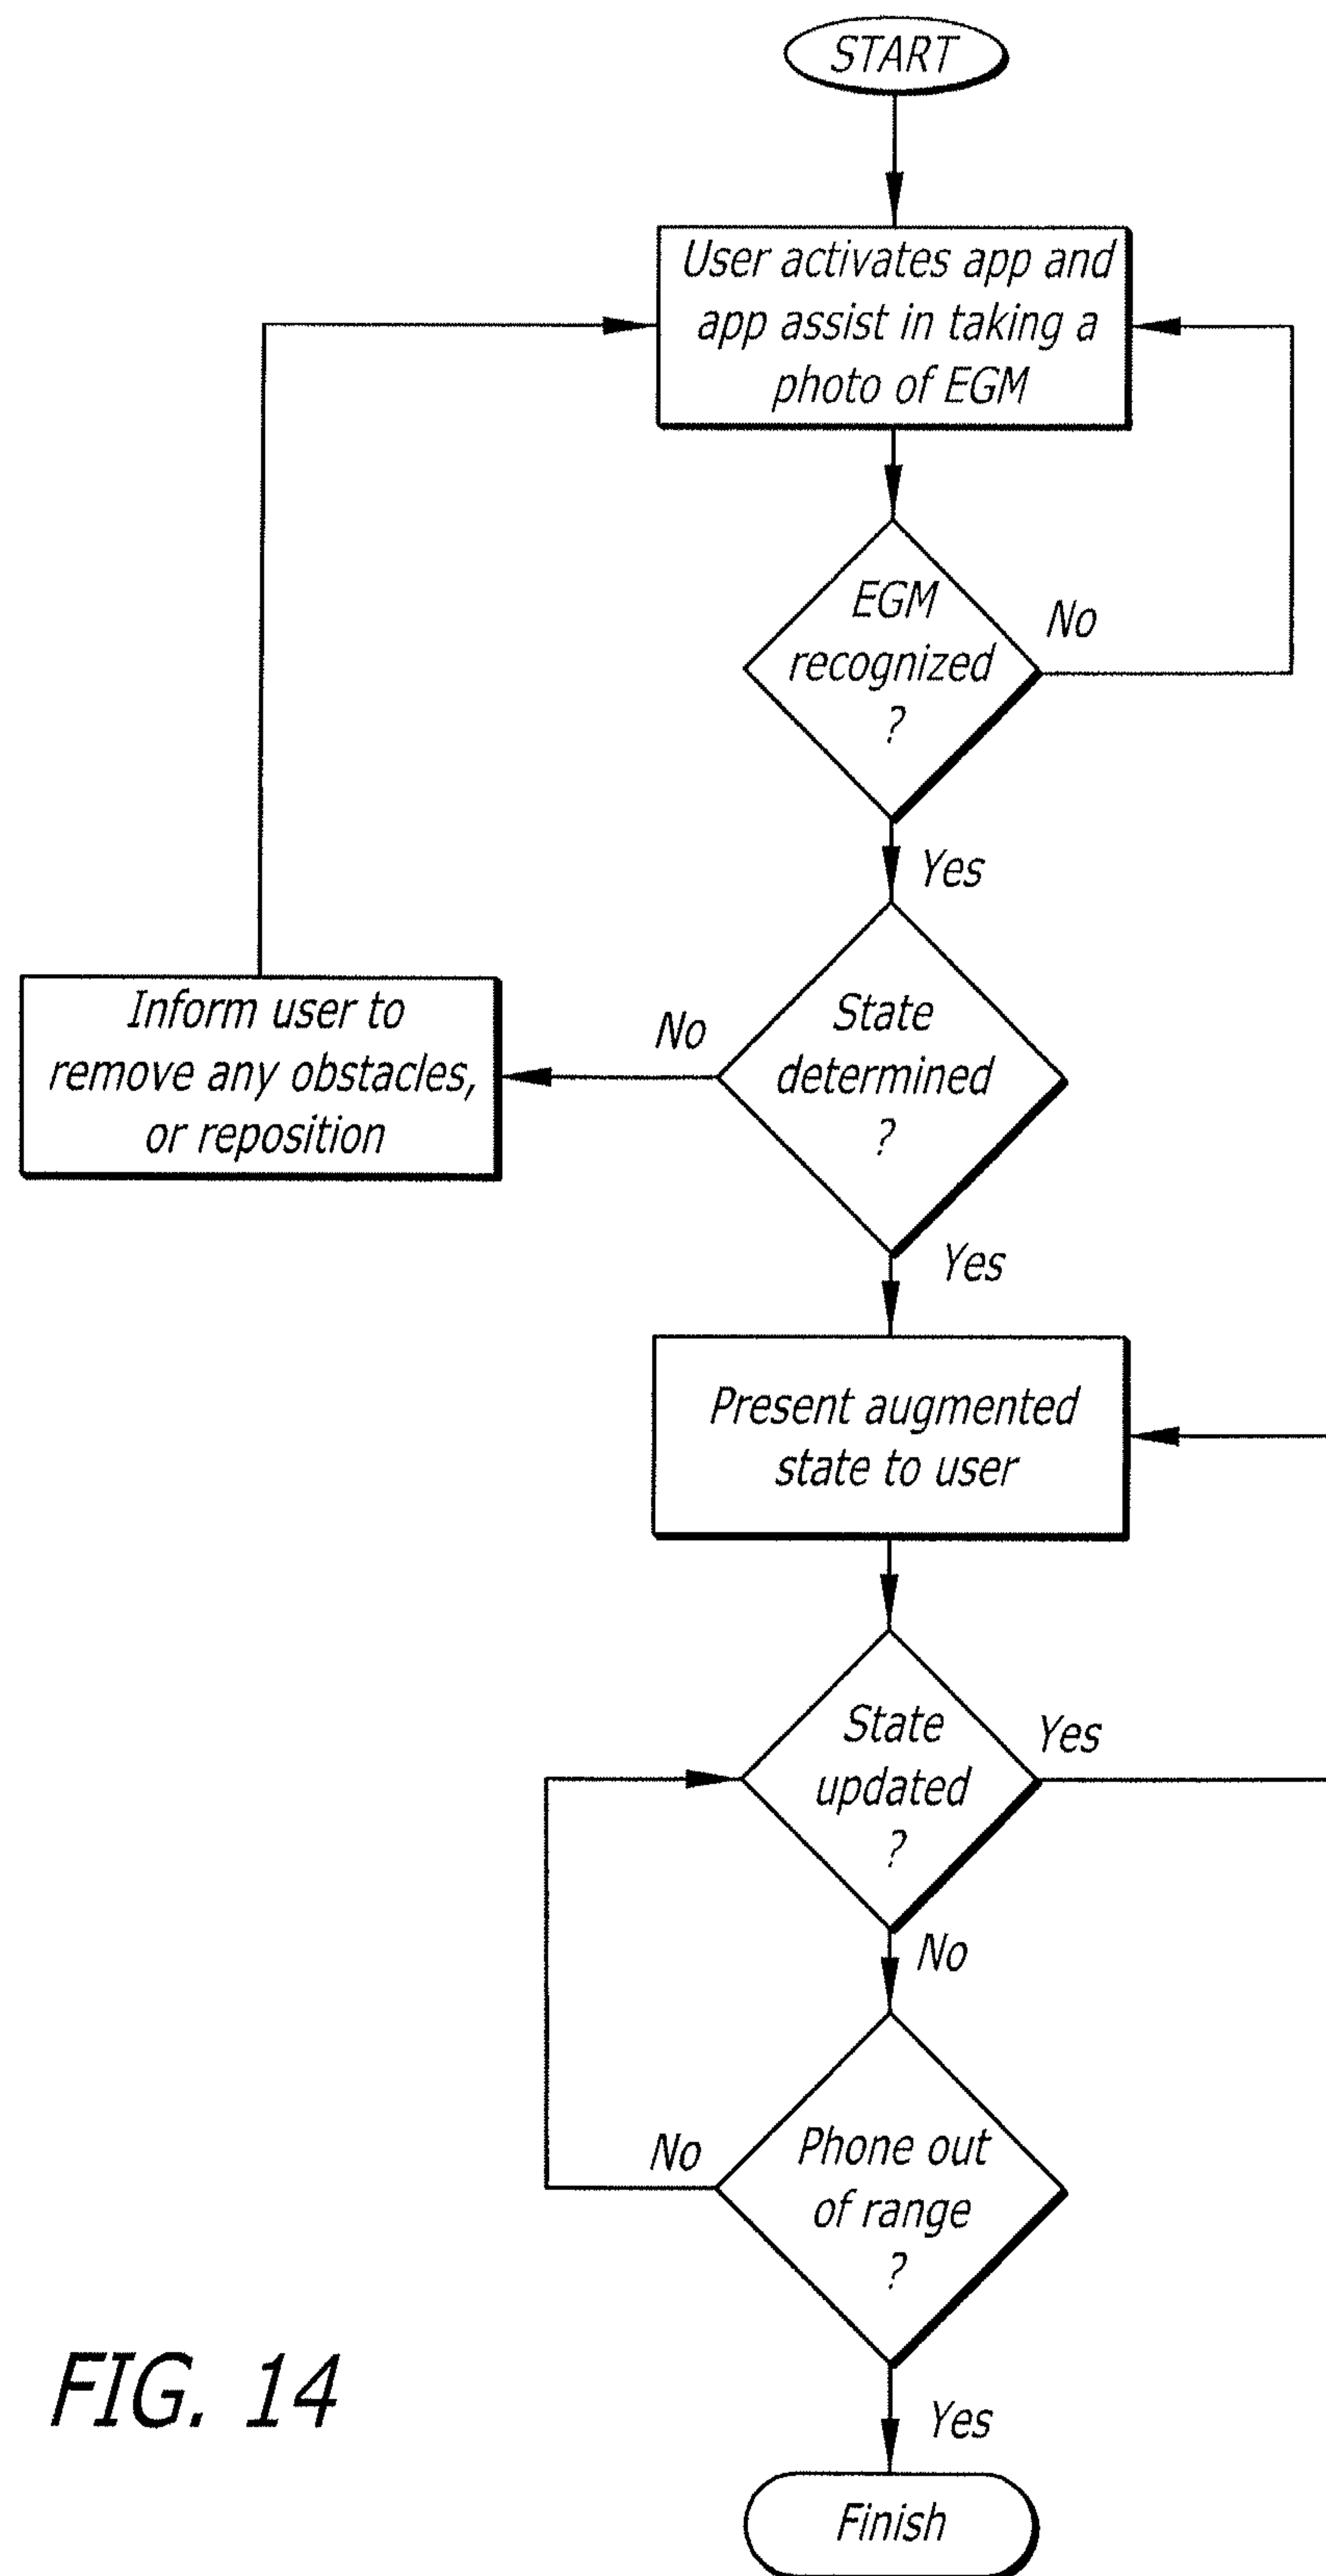 START
User activates app and
app assist in taking a
photo of EGM
EGM
recognized
?
No
Yes
State
determined
?
No
Inform user to
remove any obstacles,
or reposition
Yes
Present augmented
state to user
State
updated
?
Yes
No
Phone out
of range
?
No
Yes
Finish
FIG. 14